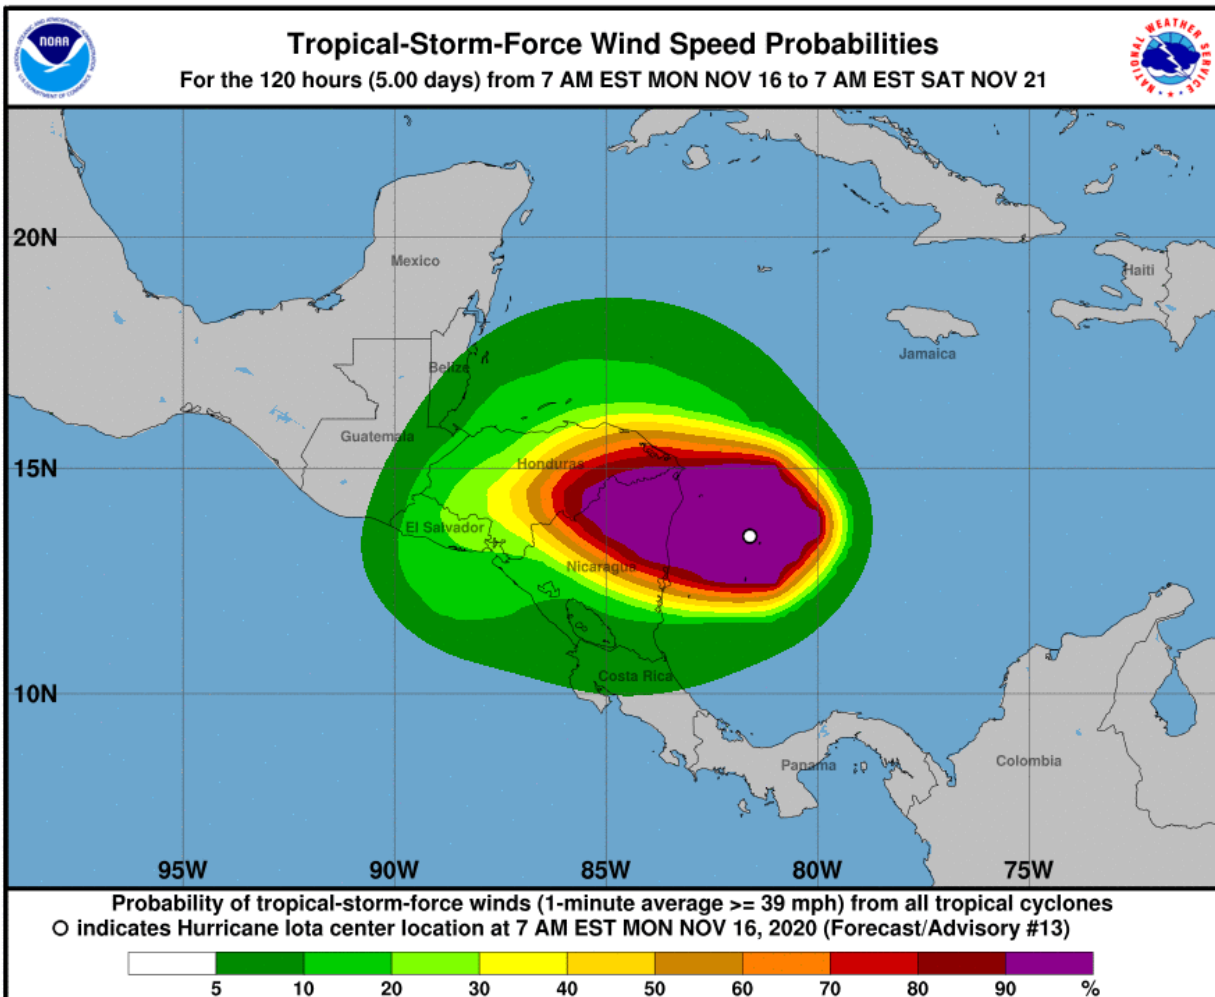 Tropical-Storm-Force Wind Speed Probabilities
For the 120 hours (5.00 days) from 7 AM EST MON NOV 16 to 7 AM EST SAT NOV 21
NOAA
NATIONAL WEATHER SERVICE
20N
Mexico
Haiti
Jamaica
Belize
Guatemala
15N
Honduras
El Salvador
Nicaragua
Costa Rica
10N
Panama
Colombia
95W 90W 85W 80W 75W
Probability of tropical-storm-force winds (1-minute average >= 39 mph) from all tropical cyclones
indicates Hurricane Iota center location at 7 AM EST MON NOV 16, 2020 (Forecast/Advisory #13)
5 10 20 30 40 50 60 70 80 90 %